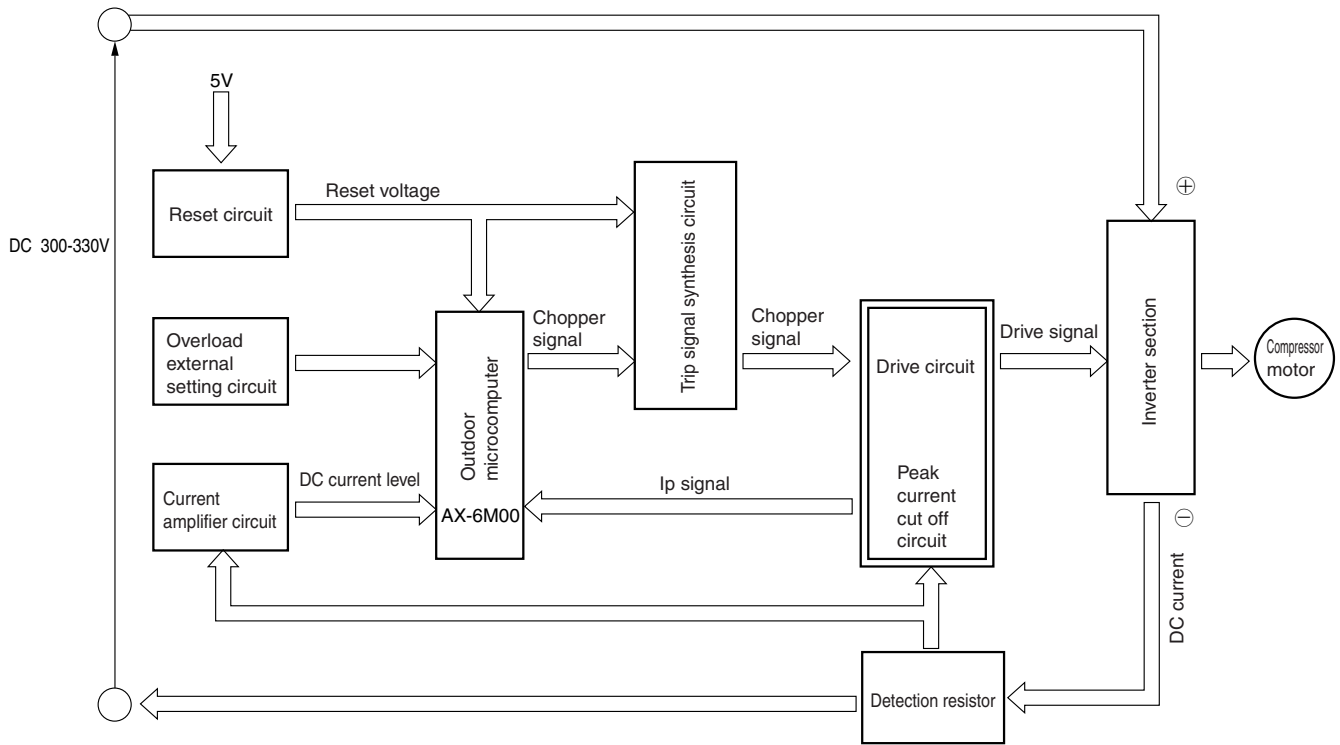 5V
Reset circuit
Reset voltage
Trip signal synthesis circuit
DC 300-330V
Overload
external
setting circuit
Outdoor
microcomputer
AX-6M00
Chopper
signal
Chopper
signal
Drive circuit
Peak
current
cut off
circuit
Drive signal
⊕
Inverter section
⊖
Compressor
motor
Current
amplifier circuit
DC current level
Ip signal
DC current
Detection resistor